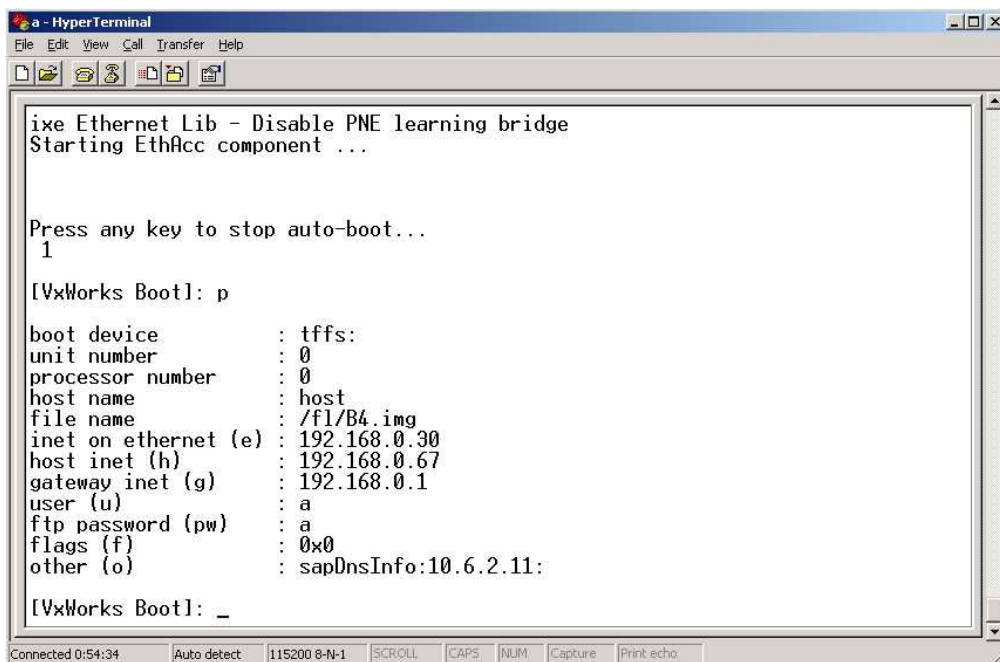 a - HyperTerminal
File Edit View Call Transfer Help
ixe Ethernet Lib - Disable PNE learning bridge
Starting EthAcc component ...
Press any key to stop auto-boot...
1
[VxWorks Boot]: p
boot device : tffs:
unit number : 0
processor number : 0
host name : host
file name : /fl/B4.img
inet on ethernet (e) : 192.168.0.30
host inet (h) : 192.168.0.67
gateway inet (g) : 192.168.0.1
user (u) : a
ftp password (pw) : a
flags (f) : 0x0
other (o) : sapDnsInfo:10.6.2.11:
[VxWorks Boot]: _
Connected 0:54:34 Auto detect 115200 8-N-1 SCROLL CAPS NUM Capture Print echo